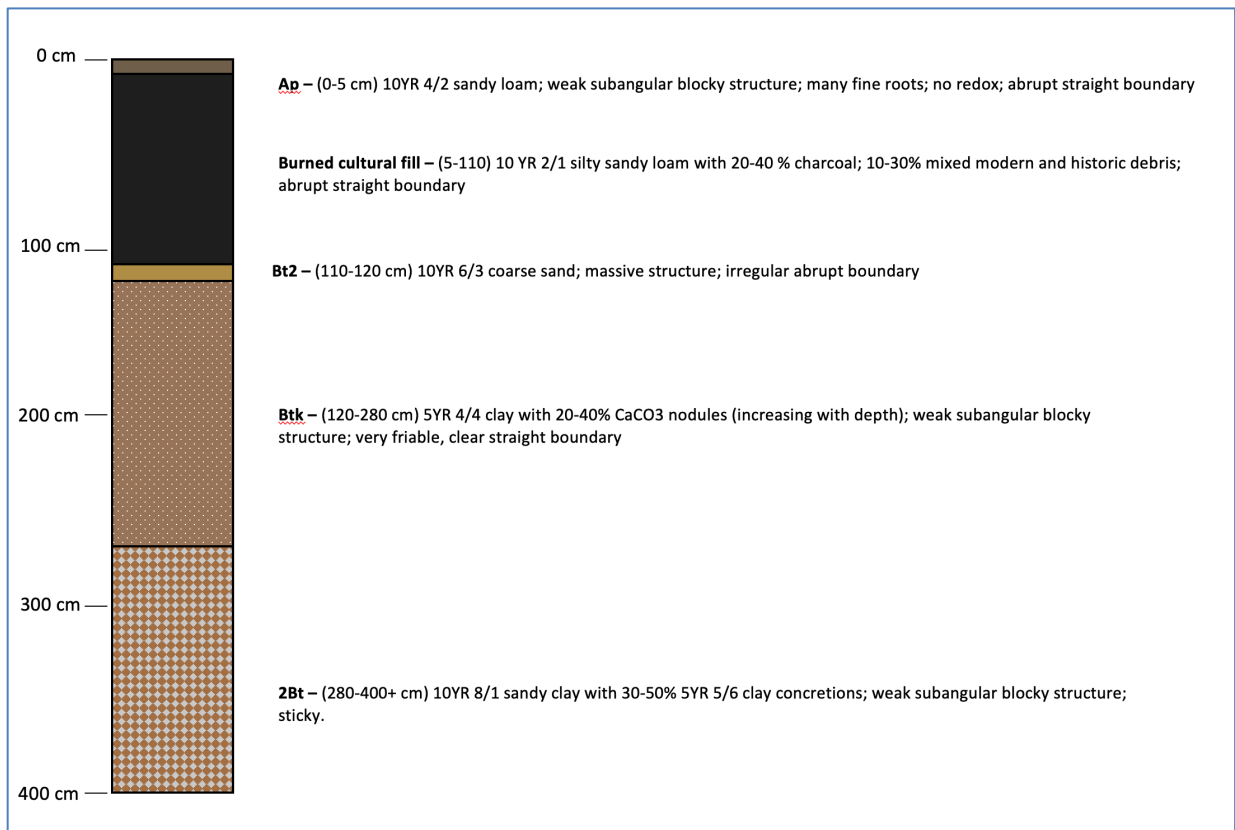 0 cm
Ap – (0-5 cm) 10YR 4/2 sandy loam; weak subangular blocky structure; many fine roots; no redox; abrupt straight boundary
Burned cultural fill – (5-110) 10 YR 2/1 silty sandy loam with 20-40 % charcoal; 10-30% mixed modern and historic debris;
abrupt straight boundary
100 cm
Bt2 – (110-120 cm) 10YR 6/3 coarse sand; massive structure; irregular abrupt boundary
200 cm
Btk – (120-280 cm) 5YR 4/4 clay with 20-40% CaCO3 nodules (increasing with depth); weak subangular blocky
structure; very friable, clear straight boundary
300 cm
2Bt – (280-400+ cm) 10YR 8/1 sandy clay with 30-50% 5YR 5/6 clay concretions; weak subangular blocky structure;
sticky.
400 cm